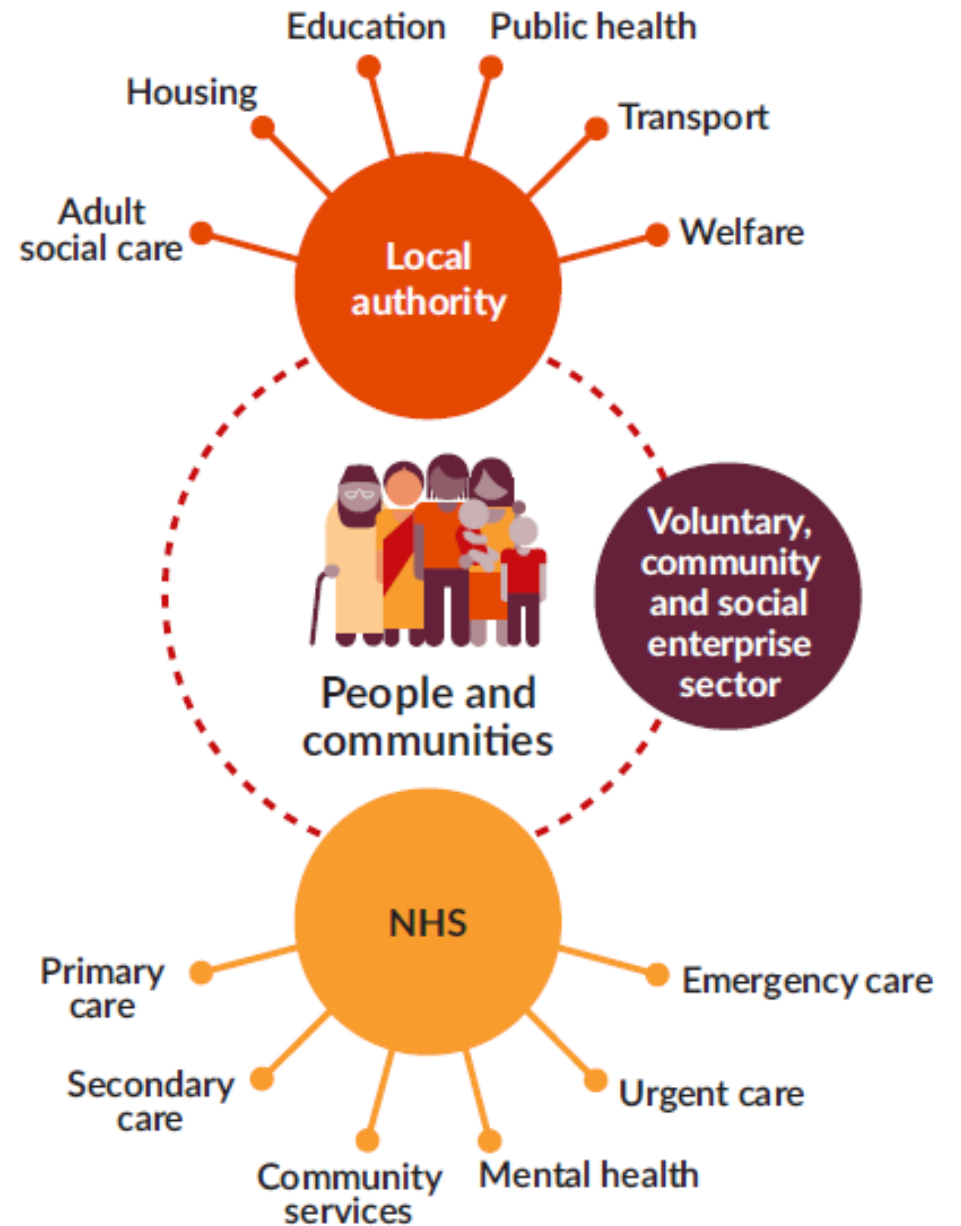 Education
Public health
Housing
Transport
Adult
social care
Welfare
Local
authority
Voluntary,
community
and social
enterprise
sector
People and
communities
NHS
Primary
care
Emergency care
Secondary
care
Urgent care
Community
services
Mental health